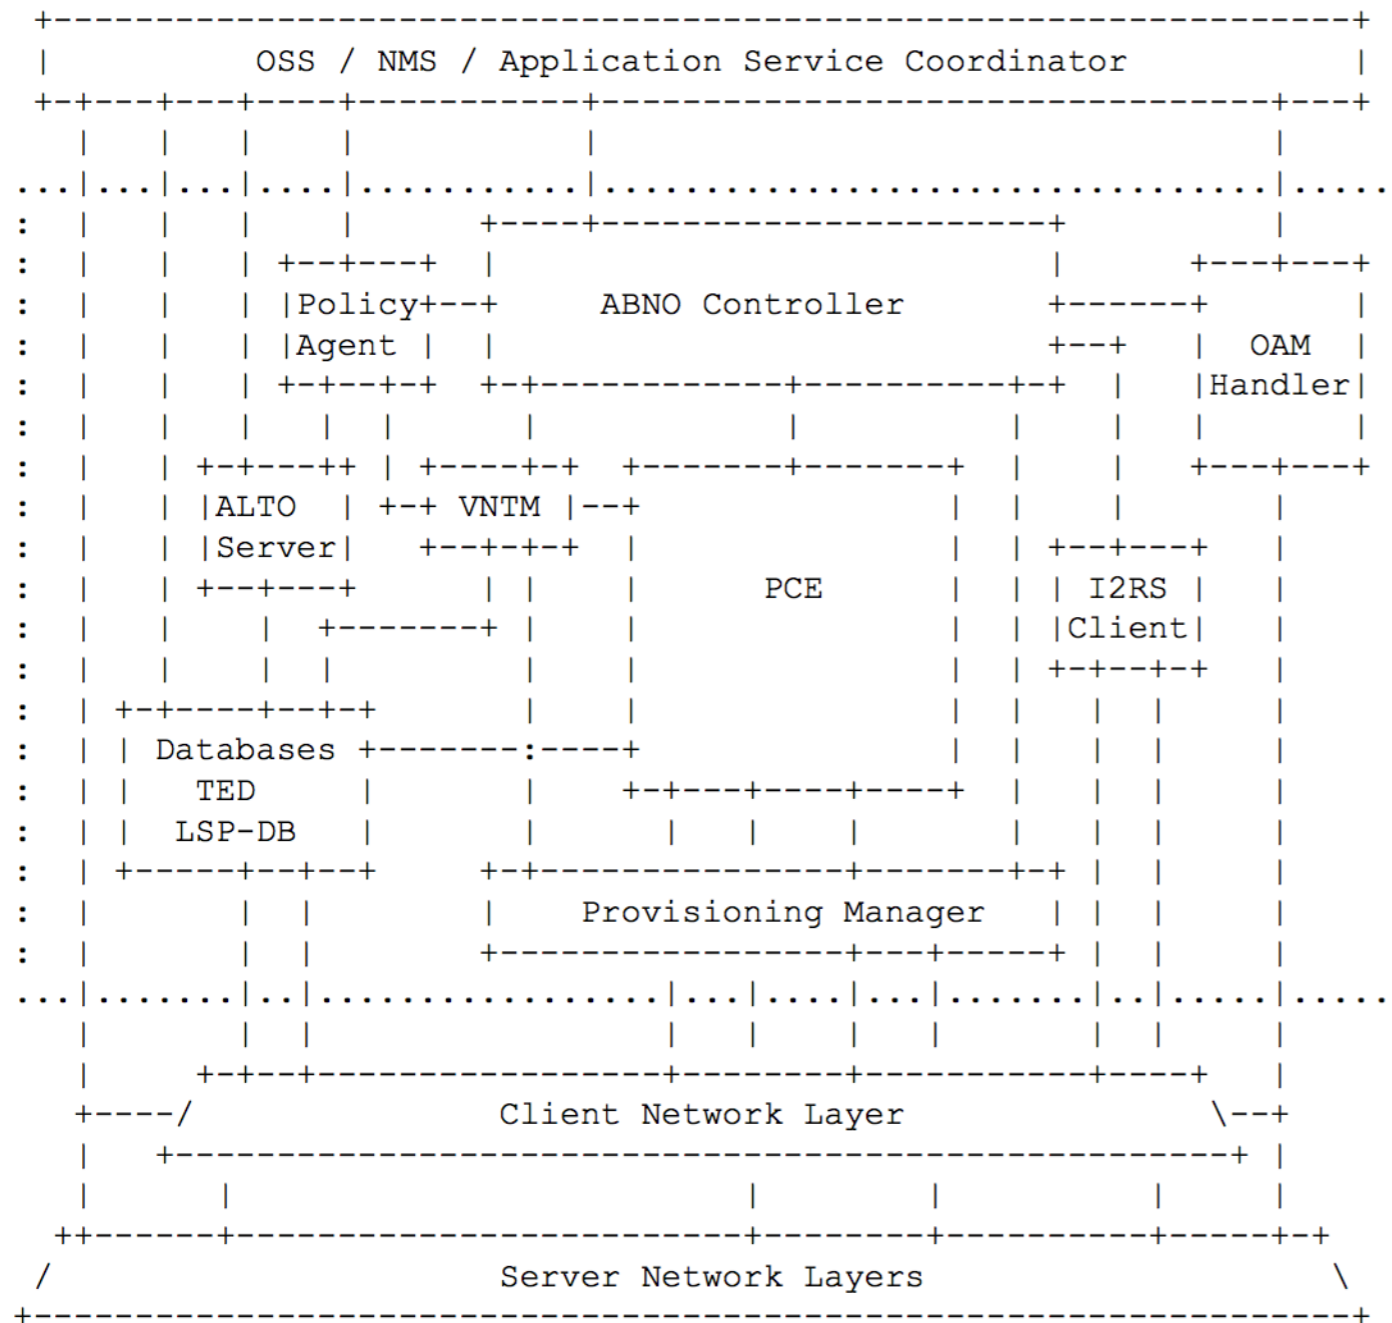 OSS / NMS / Application Service Coordinator
Policy
ABNO Controller
Agent
OAM
Handler
ALTO
VNTM
Server
PCE
I2RS
Client
Databases
TED
LSP-DB
Provisioning Manager
Client Network Layer
Server Network Layers